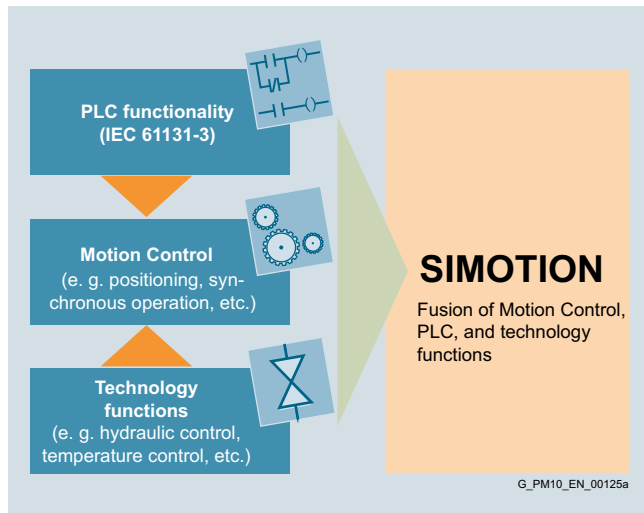 PLC functionality
(IEC 61131-3)
Motion Control
(e. g. positioning, syn-
chronous operation, etc.)
Technology
functions
(e. g. hydraulic control,
temperature control, etc.)
SIMOTION
Fusion of Motion Control,
PLC, and technology
functions
G_PM10_EN_00125a